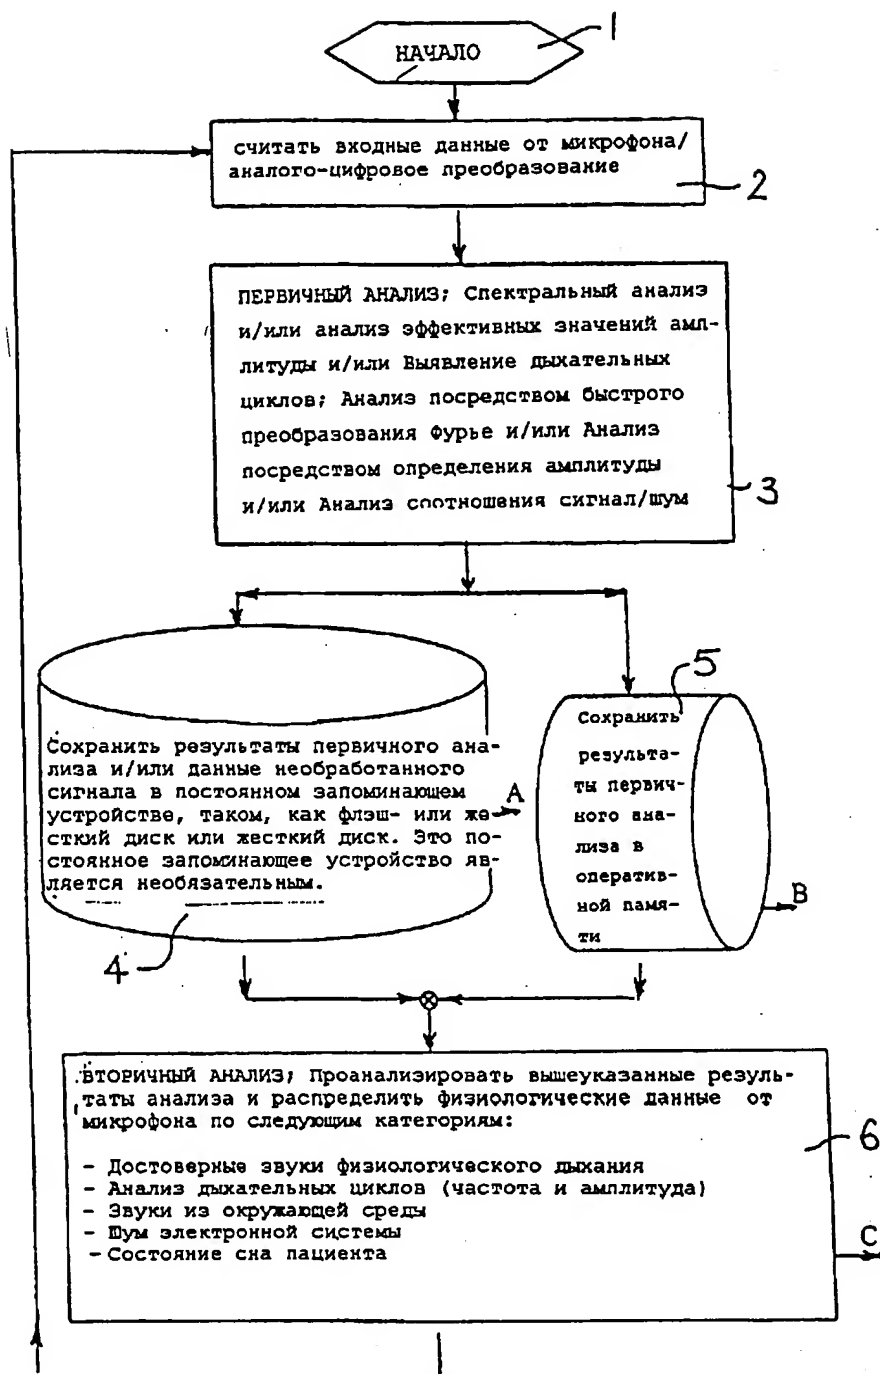 1
НАЧАЛО
считать входные данные от микрофона/
аналого-цифровое преобразование
2
ПЕРВИЧНЫЙ АНАЛИЗ; Спектральный анализ
и/или анализ эффективных значений амп-
литуды и/или Выявление дыхательных
циклов; Анализ посредством быстрого
преобразования Фурье и/или Анализ
посредством определения амплитуды
и/или Анализ соотношения сигнал/шум
3
Сохранить результаты первичного ана-
лиза и/или данные необработанного
сигнала в постоянном запоминающем
устройстве, таком, как флэш- или же-
сткий диск или жесткий диск. Это по-
стоянное запоминающее устройство яв-
ляется необязательным.
A
4
5
Сохранить
результа-
ты первич-
ного ана-
лиза в
оператив-
ной памя-
ти
B
ВТОРИЧНЫЙ АНАЛИЗ; Проанализировать вышеуказанные резуль-
таты анализа и распределить физиологические данные от
микрофона по следующим категориям:
- Достоверные звуки физиологического дыхания
- Анализ дыхательных циклов (частота и амплитуда)
- Звуки из окружающей среды
- Шум электронной системы
- Состояние сна пациента
6
C